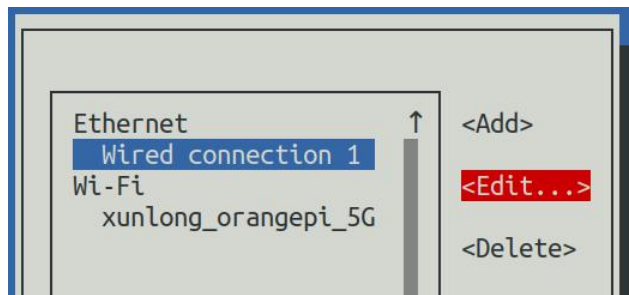 Ethernet ↑ <Add>
Wired connection 1
Wi-Fi <Edit...>
xunlong_orangepi_5G
<Delete>